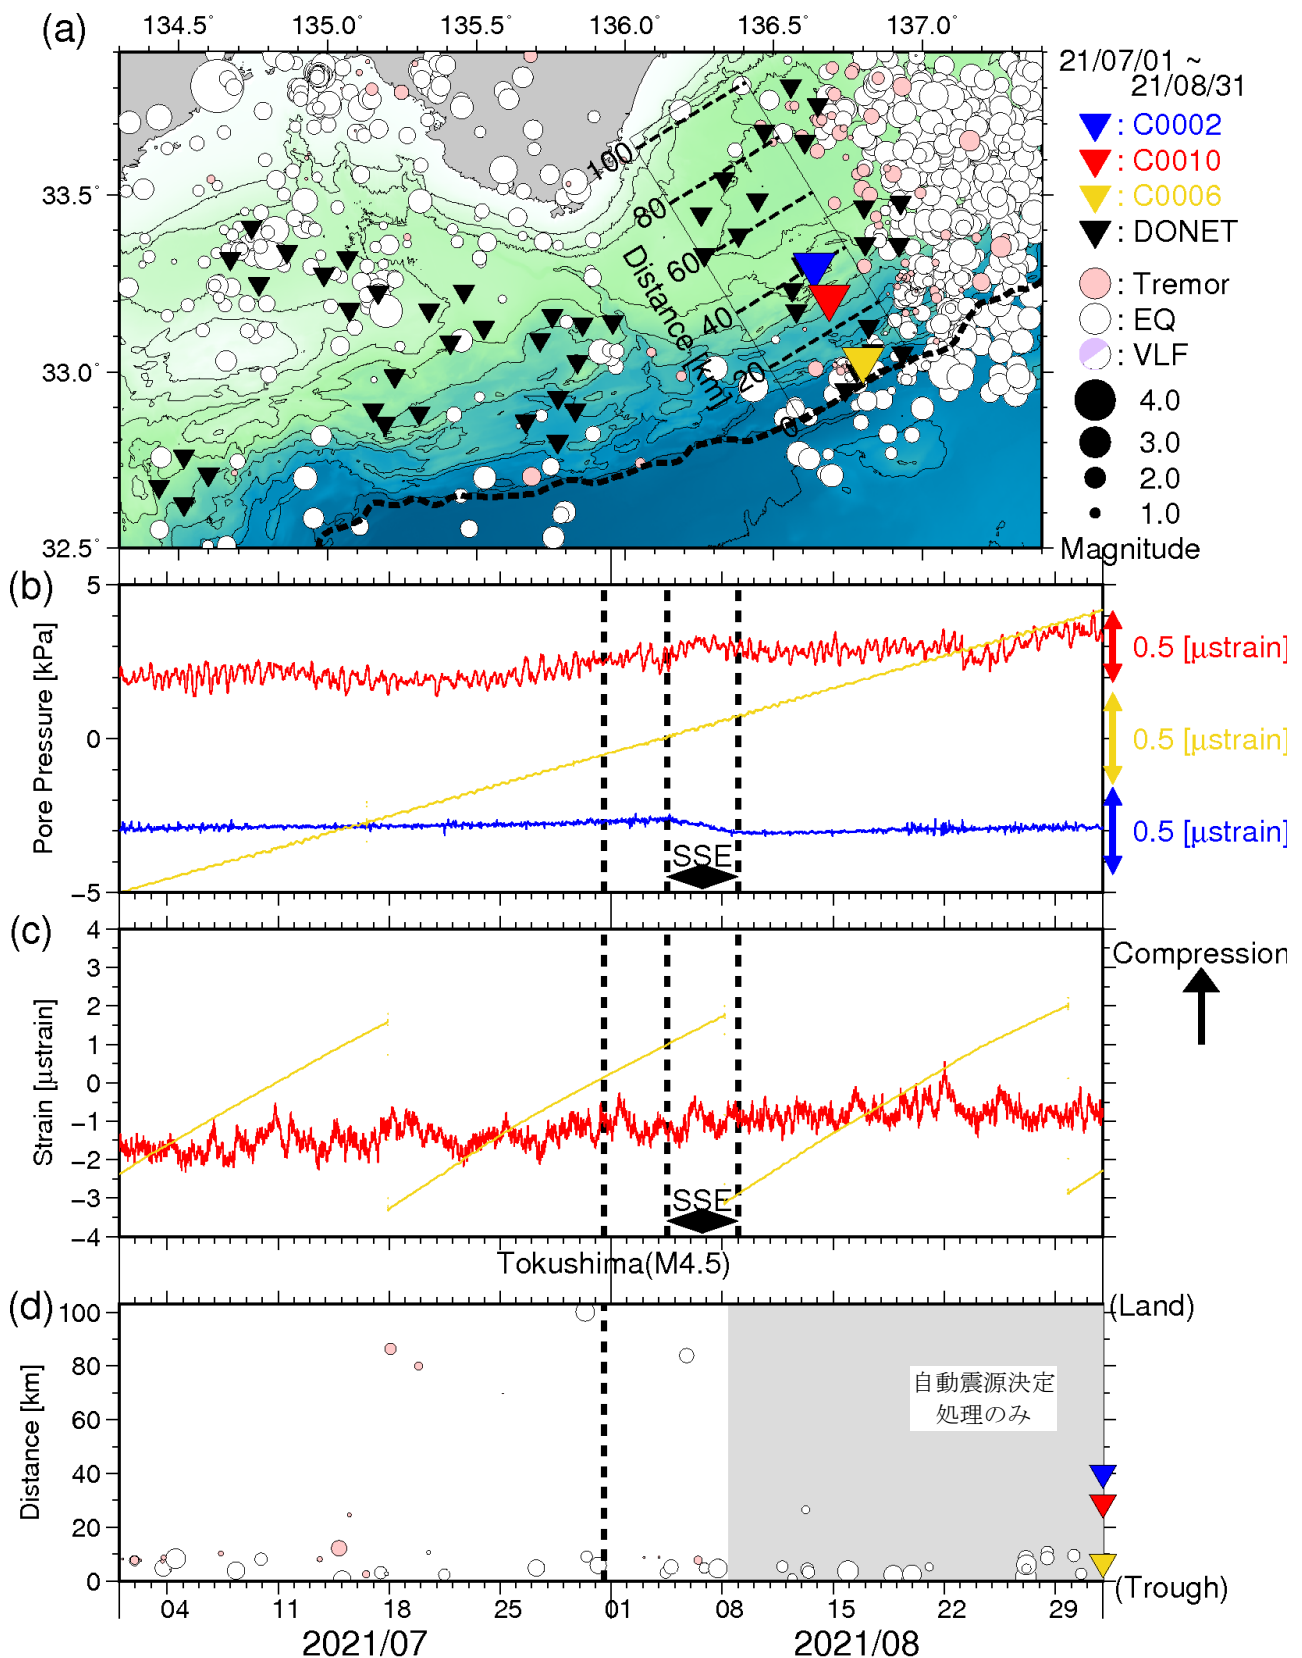 (a)
134.5° 135.0° 135.5° 136.0° 136.5° 137.0°
33.5°
33.0°
32.5°
100
80
60
40
20
0
Distance [km]
21/07/01 ~
21/08/31
: C0002
: C0010
: C0006
: DONET
: Tremor
: EQ
: VLF
4.0
3.0
2.0
1.0
Magnitude
(b)
Pore Pressure [kPa]
5
0
−5
SSE
0.5 [μstrain]
0.5 [μstrain]
0.5 [μstrain]
(c)
Strain [μstrain]
4
3
2
1
0
−1
−2
−3
−4
SSE
Compression
Tokushima(M4.5)
(d)
Distance [km]
100
80
60
40
20
0
(Land)
自動震源決定
処理のみ
(Trough)
04 11 18 25 01 08 15 22 29
2021/07 2021/08